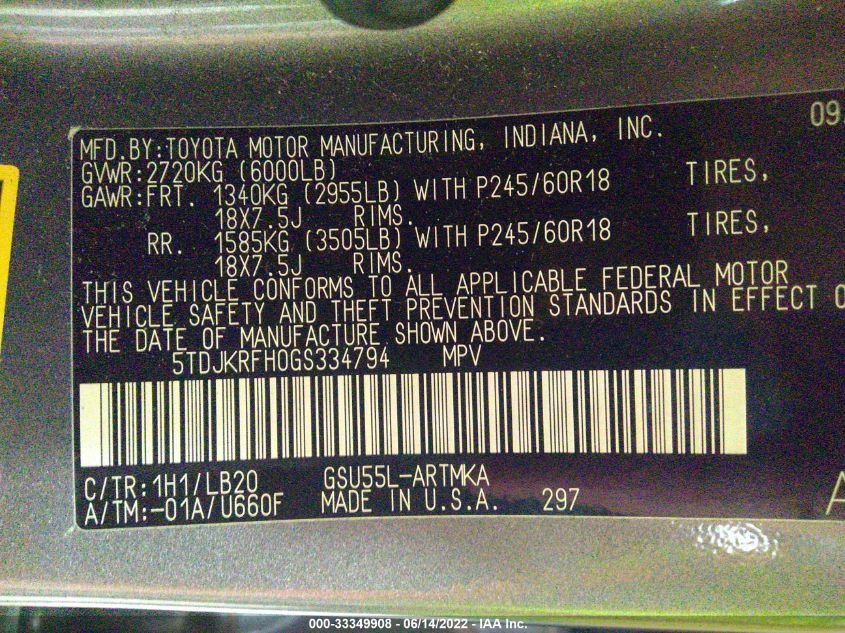 09
MFD.BY:TOYOTA MOTOR MANUFACTURING, INDIANA, INC.
GVWR:2720KG (6000LB)
GAWR:FRT. 1340KG (2955LB) WITH P245/60R18 TIRES,
18X7.5J RIMS.
RR. 1585KG (3505LB) WITH P245/60R18 TIRES,
18X7.5J RIMS.
THIS VEHICLE CONFORMS TO ALL APPLICABLE FEDERAL MOTOR
VEHICLE SAFETY AND THEFT PREVENTION STANDARDS IN EFFECT O
THE DATE OF MANUFACTURE SHOWN ABOVE.
5TDJKRFH0GS334794 MPV
C/TR:1H1/LB20 GSU55L-ARTMKA
A/TM:-01A/U660F MADE IN U.S.A. 297
A
000-33349908 - 06/14/2022 - IAA Inc.